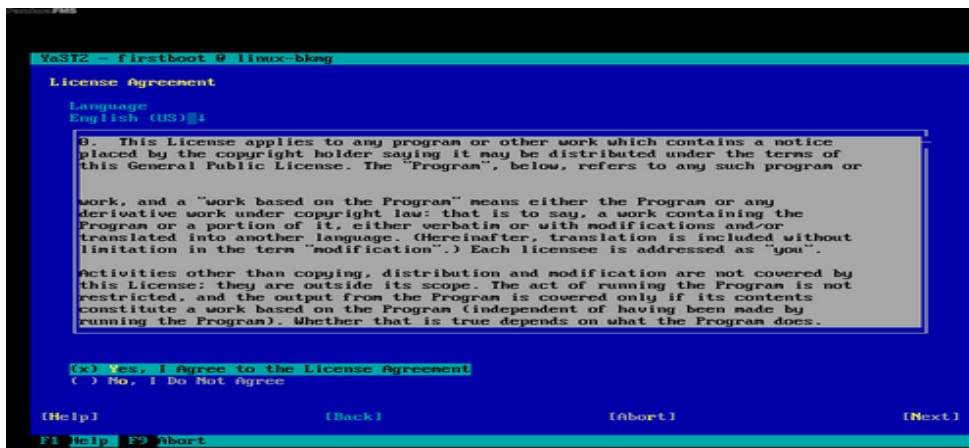 YaST2 - firstboot @ linux-bkmg
License Agreement
Language
English (US)
0. This License applies to any program or other work which contains a notice
placed by the copyright holder saying it may be distributed under the terms of
this General Public License. The "Program", below, refers to any such program or
work, and a "work based on the Program" means either the Program or any
derivative work under copyright law: that is to say, a work containing the
Program or a portion of it, either verbatim or with modifications and/or
translated into another language. (Hereinafter, translation is included without
limitation in the term "modification".) Each licensee is addressed as "you".
Activities other than copying, distribution and modification are not covered by
this License; they are outside its scope. The act of running the Program is not
restricted, and the output from the Program is covered only if its contents
constitute a work based on the Program (independent of having been made by
running the Program). Whether that is true depends on what the Program does.
(x) Yes, I Agree to the License Agreement
( ) No, I Do Not Agree
[Help] [Back] [Abort] [Next]
F1 Help F9 Abort